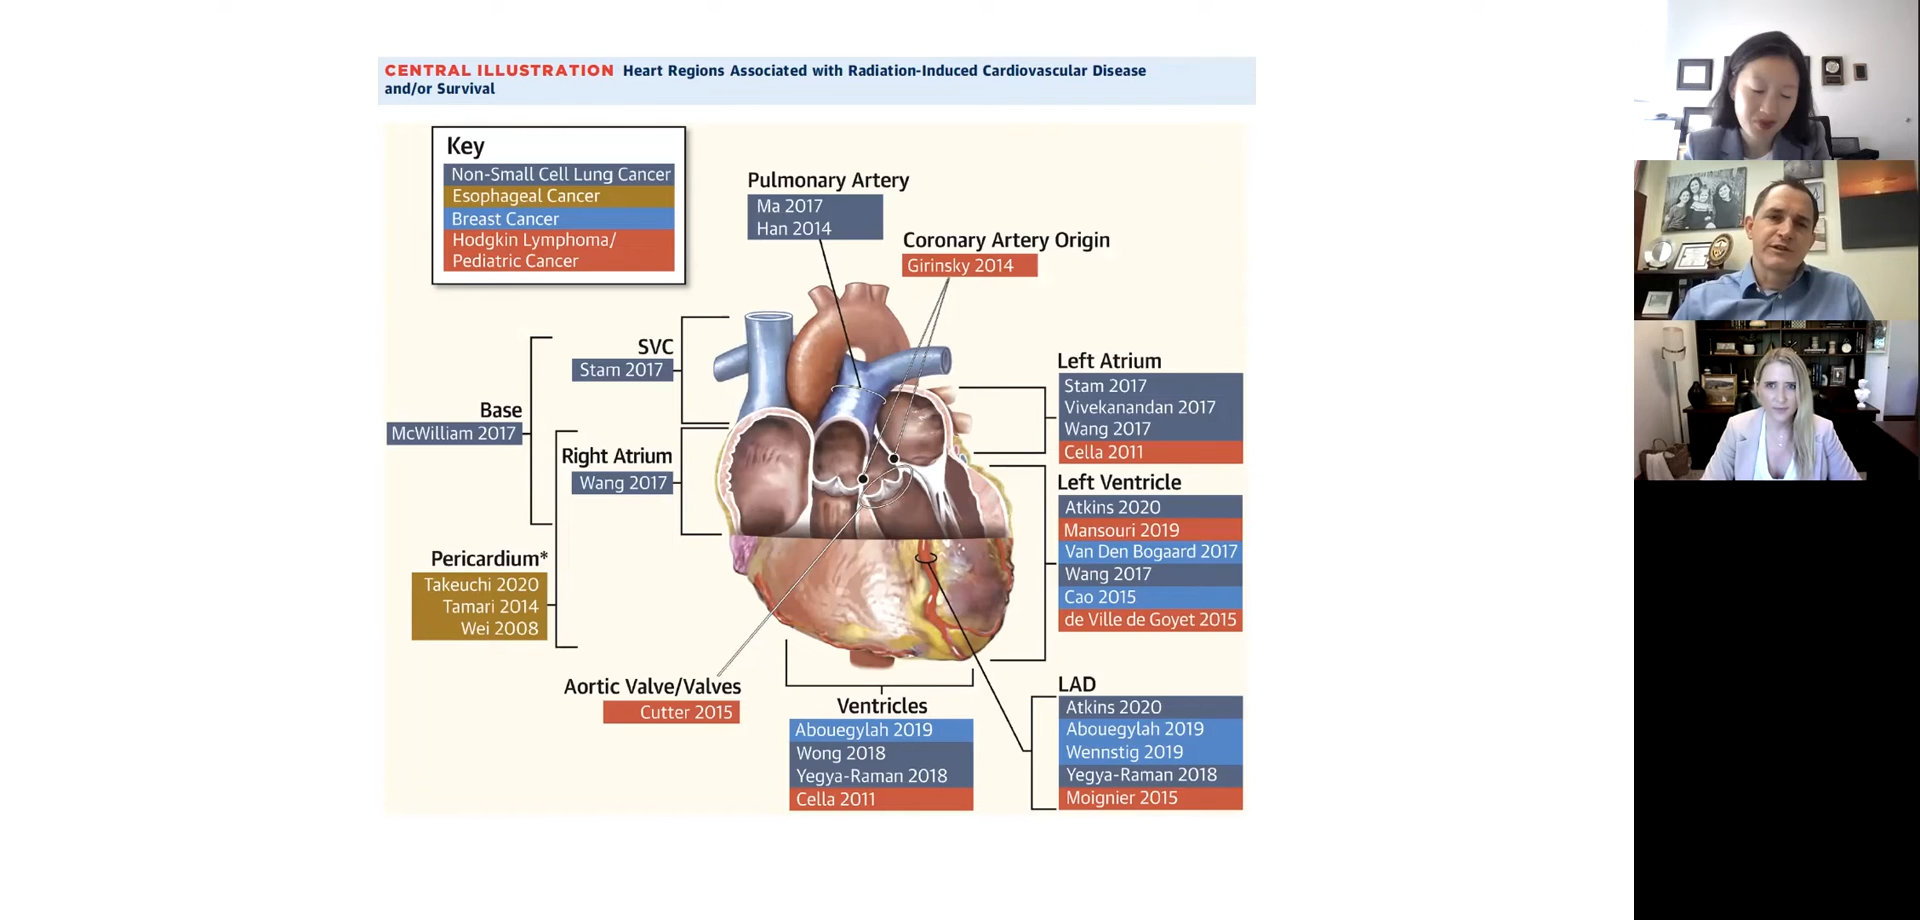 CENTRAL ILLUSTRATION Heart Regions Associated with Radiation-Induced Cardiovascular Disease
and/or Survival
Key
Non-Small Cell Lung Cancer
Esophageal Cancer
Breast Cancer
Hodgkin Lymphoma/
Pediatric Cancer
Pulmonary Artery
Ma 2017
Han 2014
Coronary Artery Origin
Girinsky 2014
SVC
Stam 2017
Base
McWilliam 2017
Right Atrium
Wang 2017
Pericardium*
Takeuchi 2020
Tamari 2014
Wei 2008
Aortic Valve/Valves
Cutter 2015
Ventricles
Abouegylah 2019
Wong 2018
Yegya-Raman 2018
Cella 2011
Left Atrium
Stam 2017
Vivekanandan 2017
Wang 2017
Cella 2011
Left Ventricle
Atkins 2020
Mansouri 2019
Van Den Bogaard 2017
Wang 2017
Cao 2015
de Ville de Goyet 2015
LAD
Atkins 2020
Abouegylah 2019
Wennstig 2019
Yegya-Raman 2018
Moignier 2015